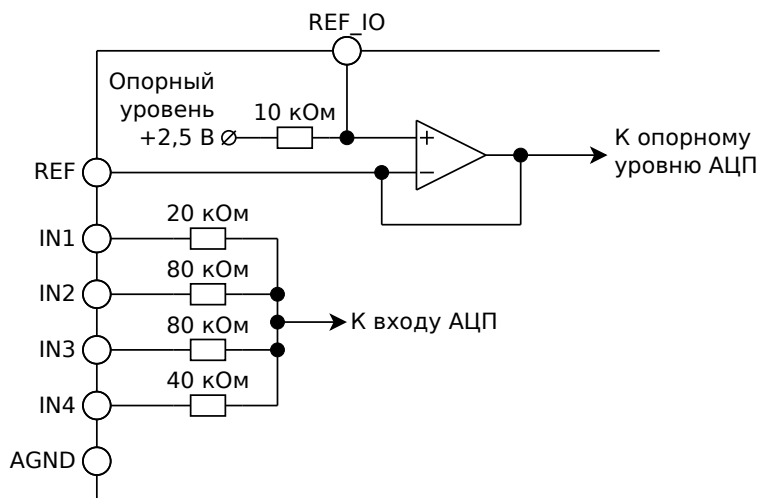 REF_IO
Опорный
уровень
+2,5 В
10 кОм
+
−
К опорному
уровню АЦП
REF
20 кОм
IN1
80 кОм
IN2
К входу АЦП
80 кОм
IN3
40 кОм
IN4
AGND